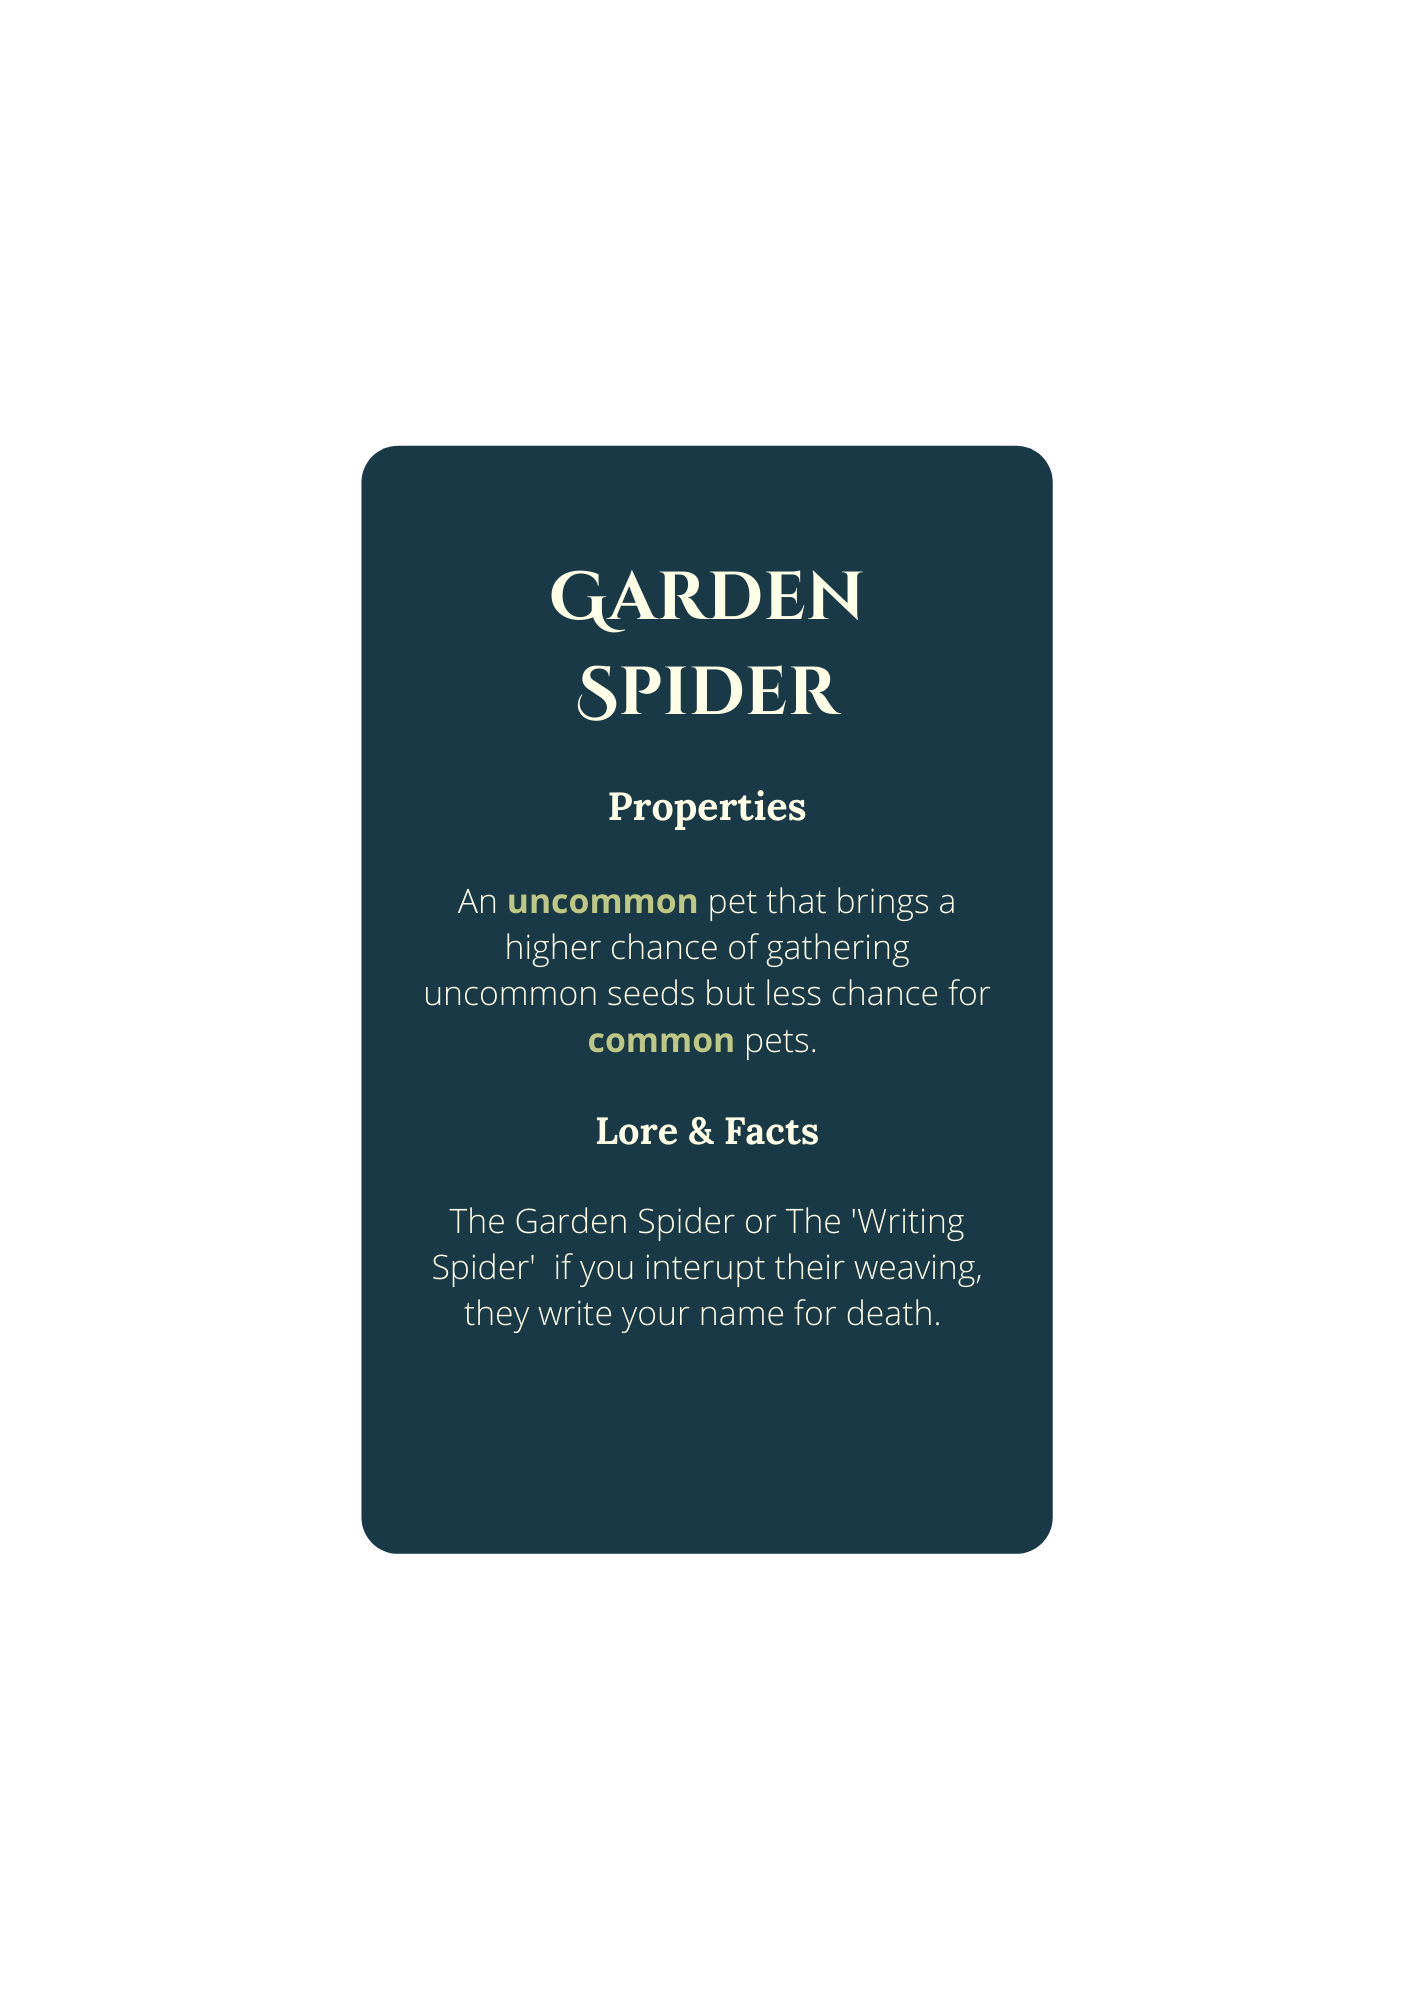 Garden
Spider
Properties
An uncommon pet that brings a
higher chance of gathering
uncommon seeds but less chance for
common pets.
Lore & Facts
The Garden Spider or The 'Writing
Spider'  if you interupt their weaving,
they write your name for death.